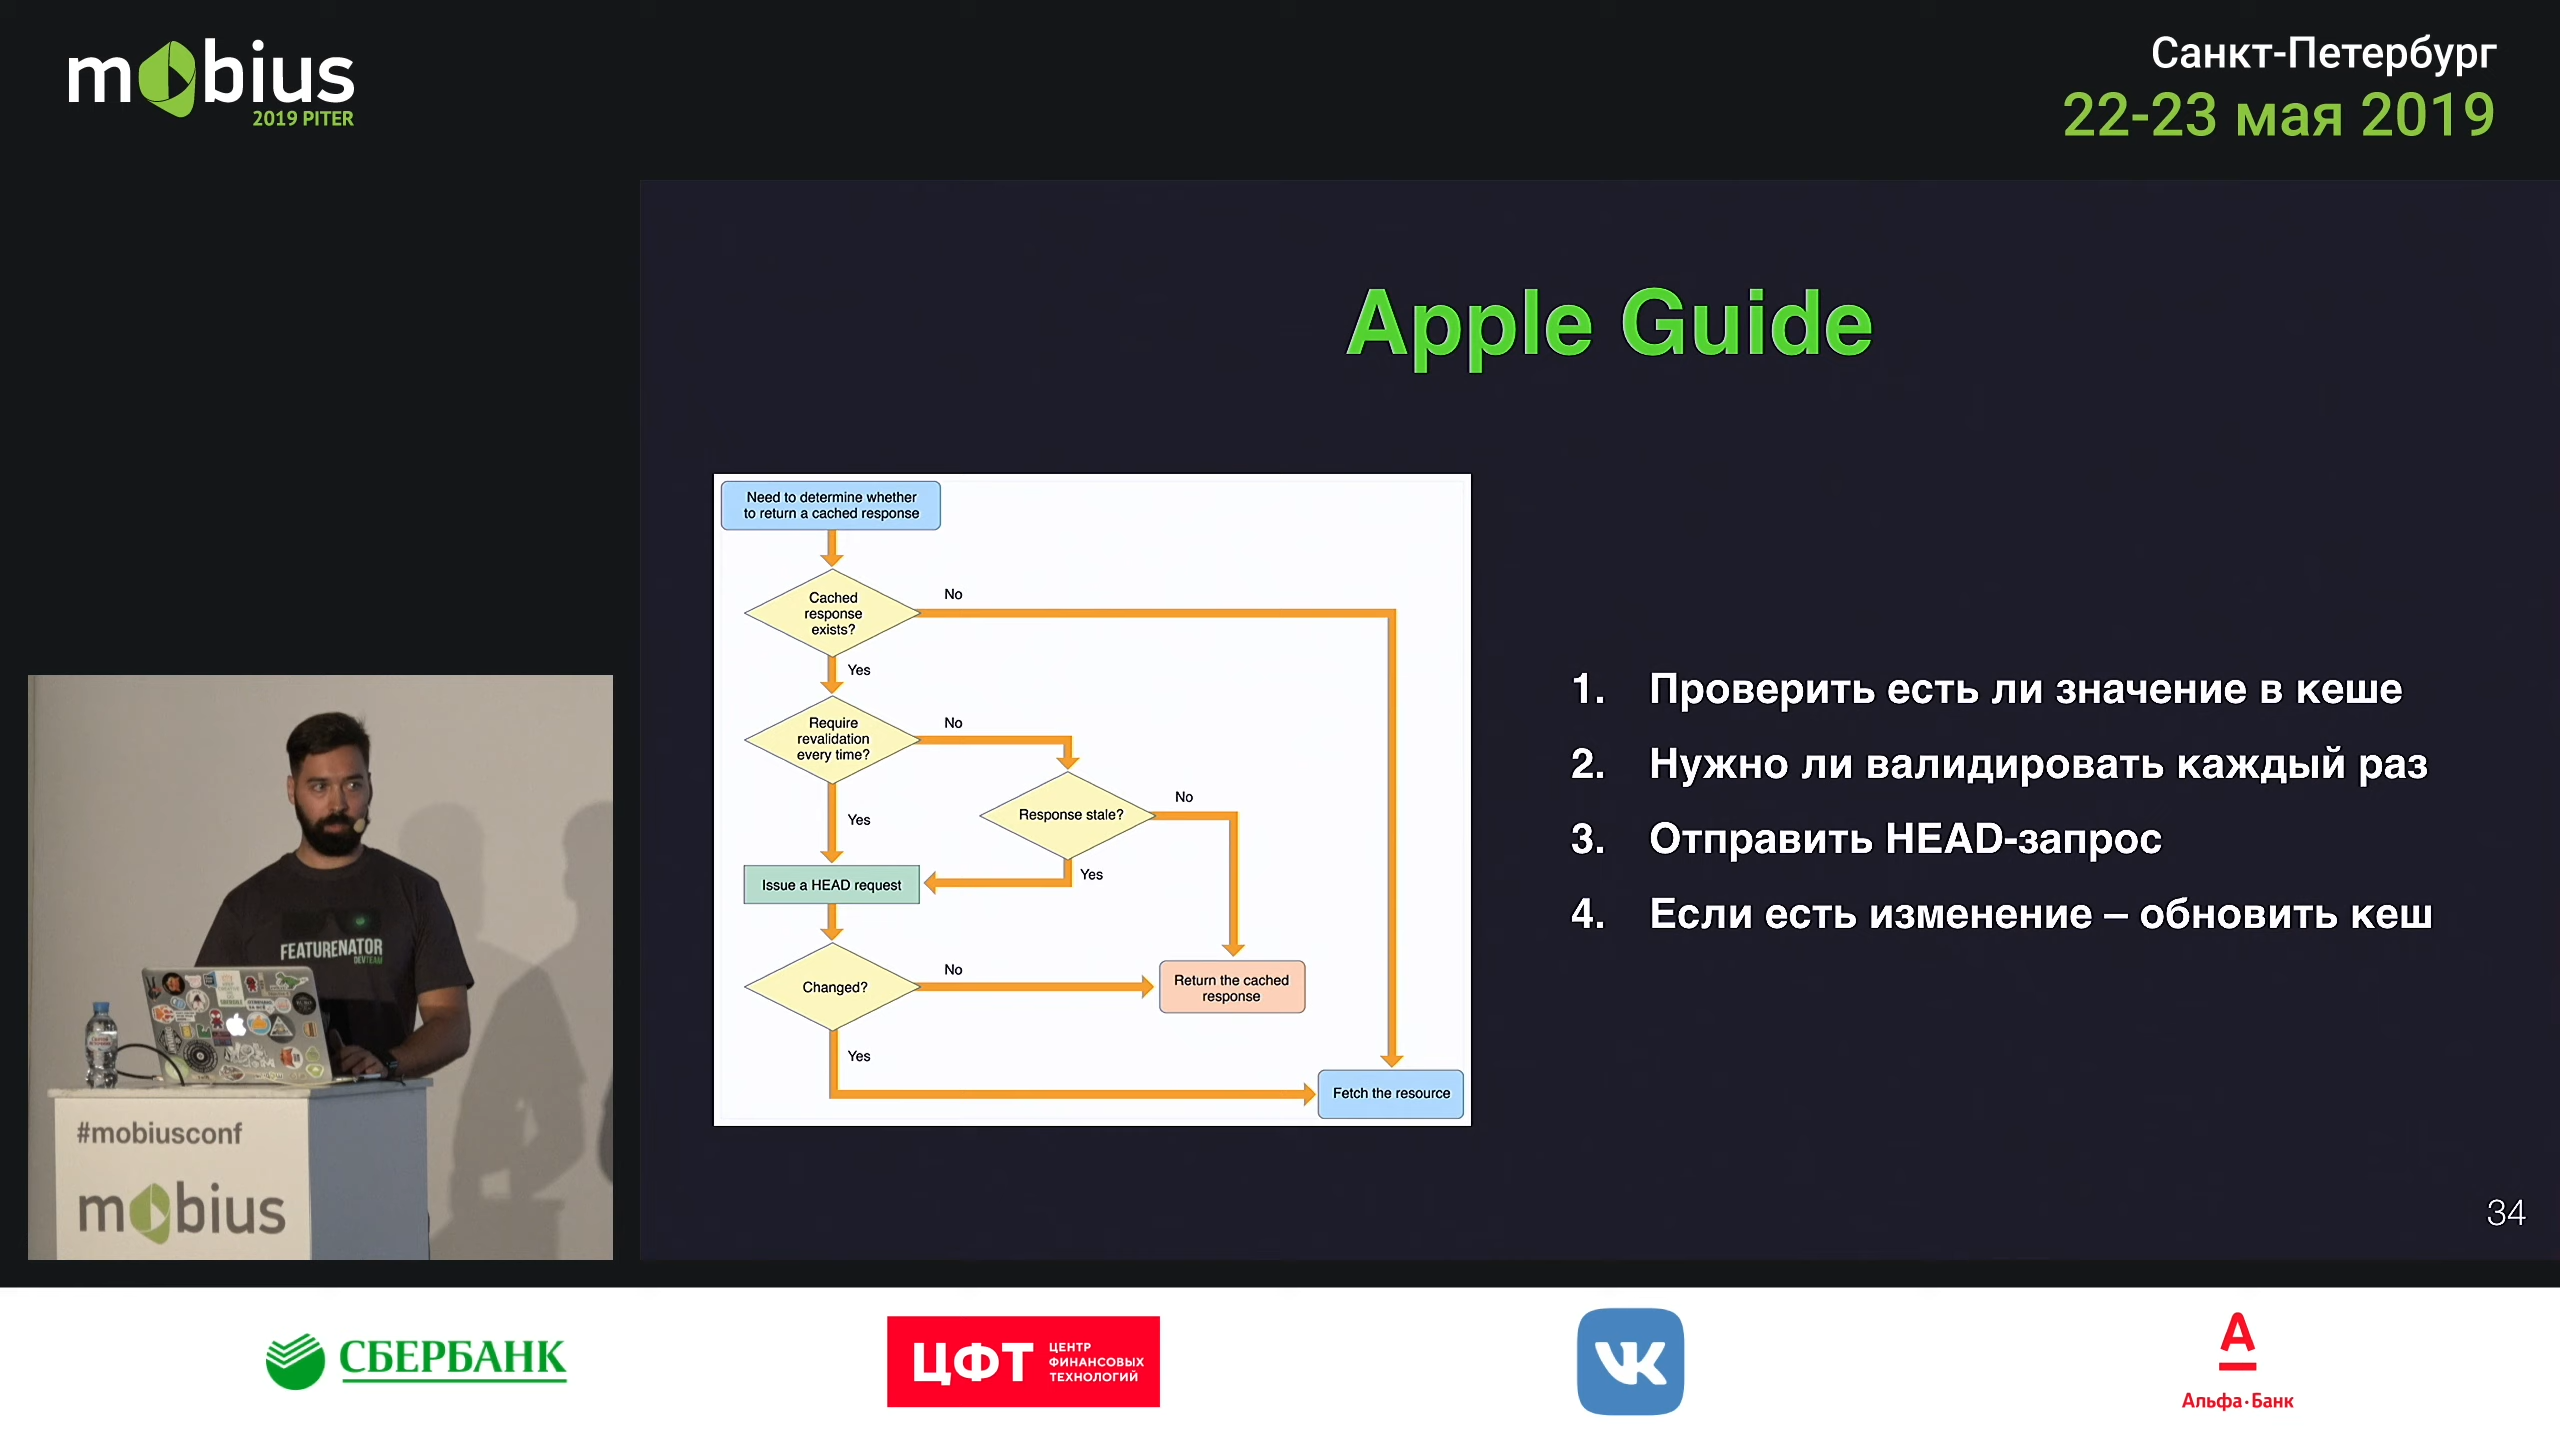 mobius
2019 PITER
Санкт-Петербург
22-23 мая 2019
Apple Guide
Need to determine whether
to return a cached response
Cached
response
exists?
No
Yes
Require
revalidation
every time?
No
Yes
Response stale?
No
Yes
Issue a HEAD request
Changed?
No
Yes
Return the cached
response
Fetch the resource
1. Проверить есть ли значение в кеше
2. Нужно ли валидировать каждый раз
3. Отправить HEAD-запрос
4. Если есть изменение – обновить кеш
34
FEATURENATOR
DEVTEAM
#mobiusconf
mobius
СБЕРБАНК
ЦФТ
ЦЕНТР
ФИНАНСОВЫХ
ТЕХНОЛОГИЙ
VK
А
Альфа·Банк